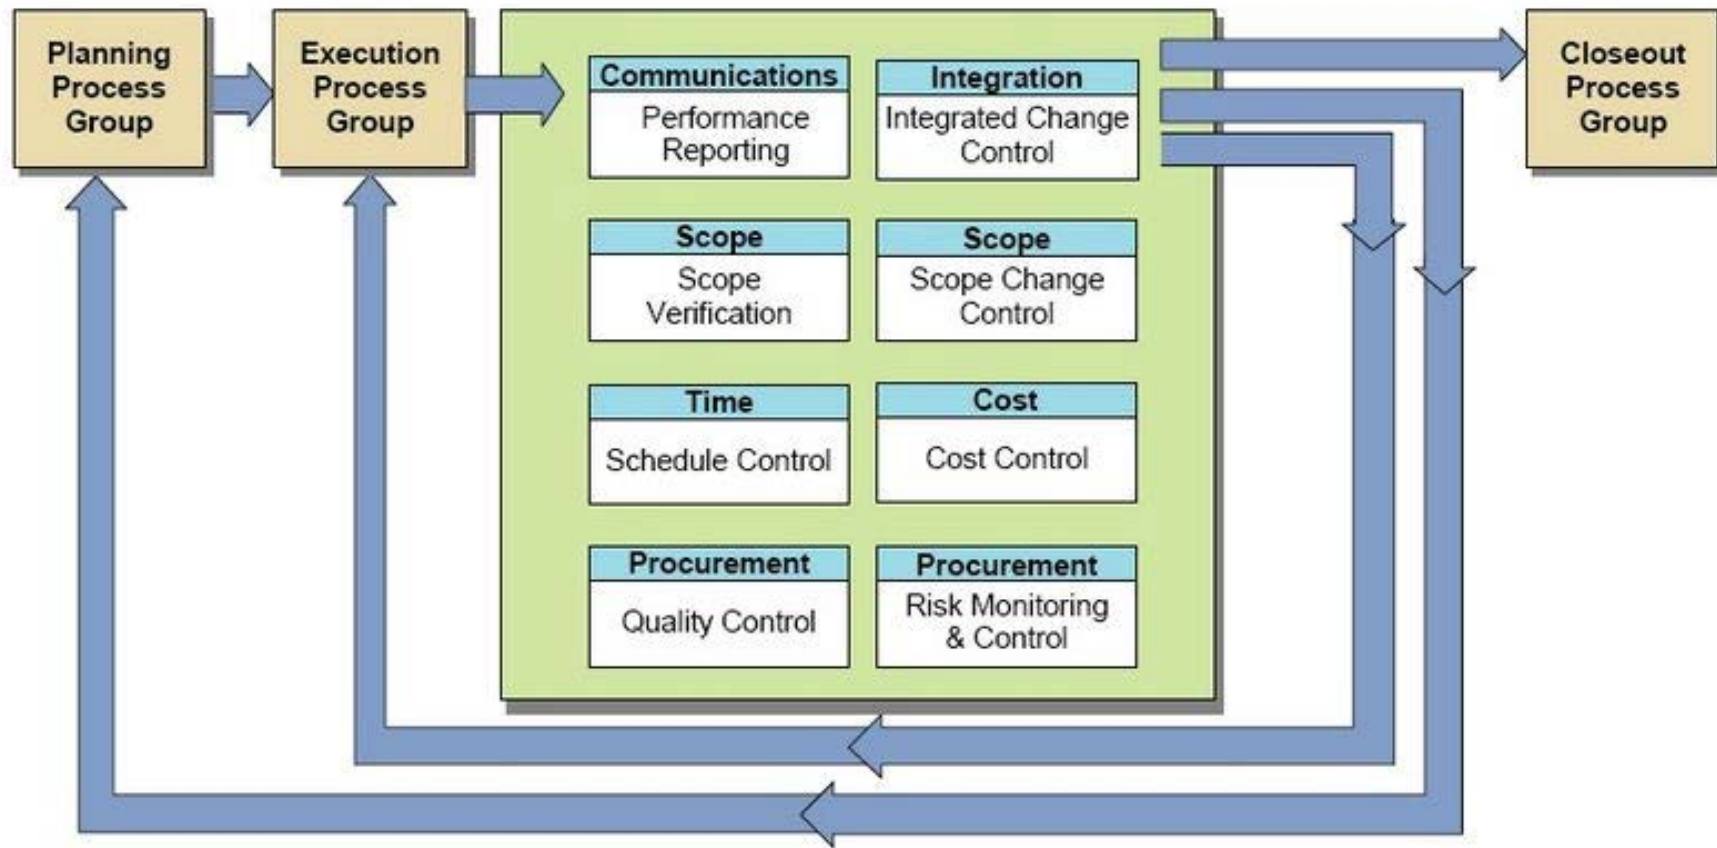 Planning
Process
Group
Execution
Process
Group
Communications
Performance
Reporting
Integration
Integrated Change
Control
Scope
Scope
Verification
Scope
Scope Change
Control
Time
Schedule Control
Cost
Cost Control
Procurement
Quality Control
Procurement
Risk Monitoring
& Control
Closeout
Process
Group